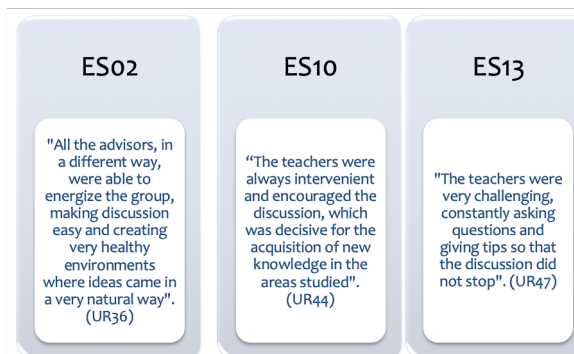 ES02
"All the advisors, in
a different way,
were able to
energize the group,
making discussion
easy and creating
very healthy
environments
where ideas came in
a very natural way".
(UR36)
ES10
“The teachers were
always intervenient
and encouraged the
discussion, which
was decisive for the
acquisition of new
knowledge in the
areas studied".
(UR44)
ES13
"The teachers were
very challenging,
constantly asking
questions and
giving tips so that
the discussion did
not stop". (UR47)